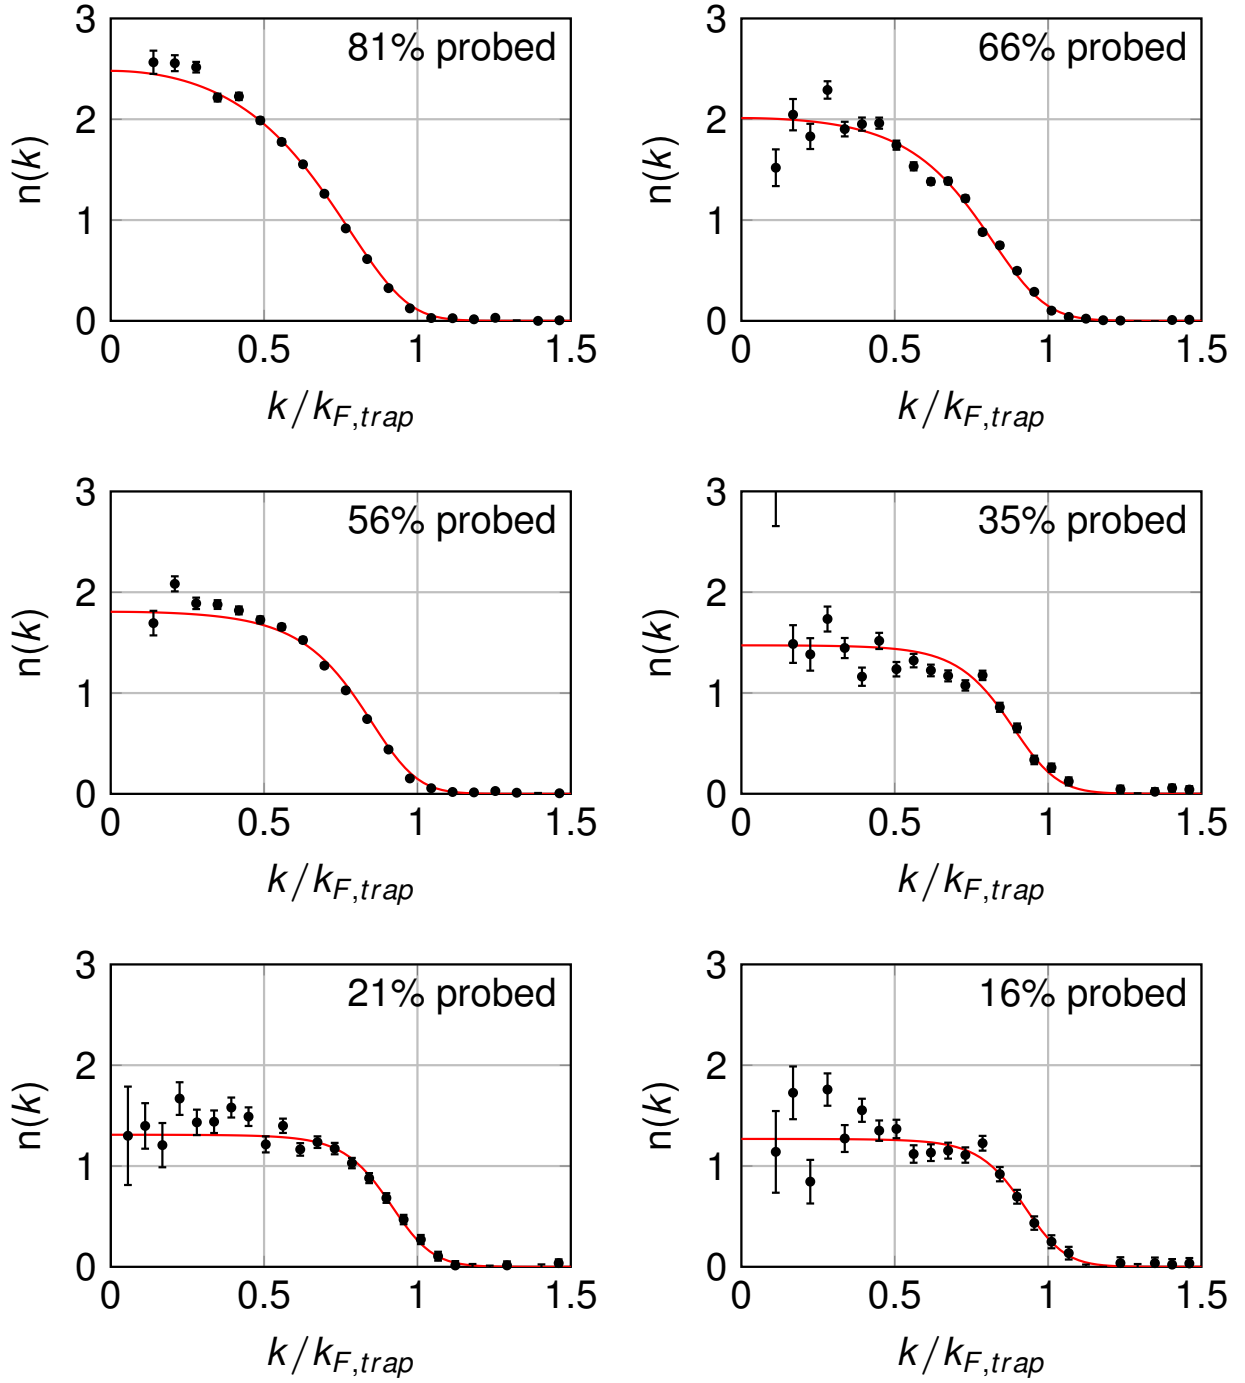 81% probed
3
2
1
0
n(k)
0 0.5 1 1.5
k/k_F,trap
66% probed
3
2
1
0
n(k)
0 0.5 1 1.5
k/k_F,trap
56% probed
3
2
1
0
n(k)
0 0.5 1 1.5
k/k_F,trap
35% probed
3
2
1
0
n(k)
0 0.5 1 1.5
k/k_F,trap
21% probed
3
2
1
0
n(k)
0 0.5 1 1.5
k/k_F,trap
16% probed
3
2
1
0
n(k)
0 0.5 1 1.5
k/k_F,trap